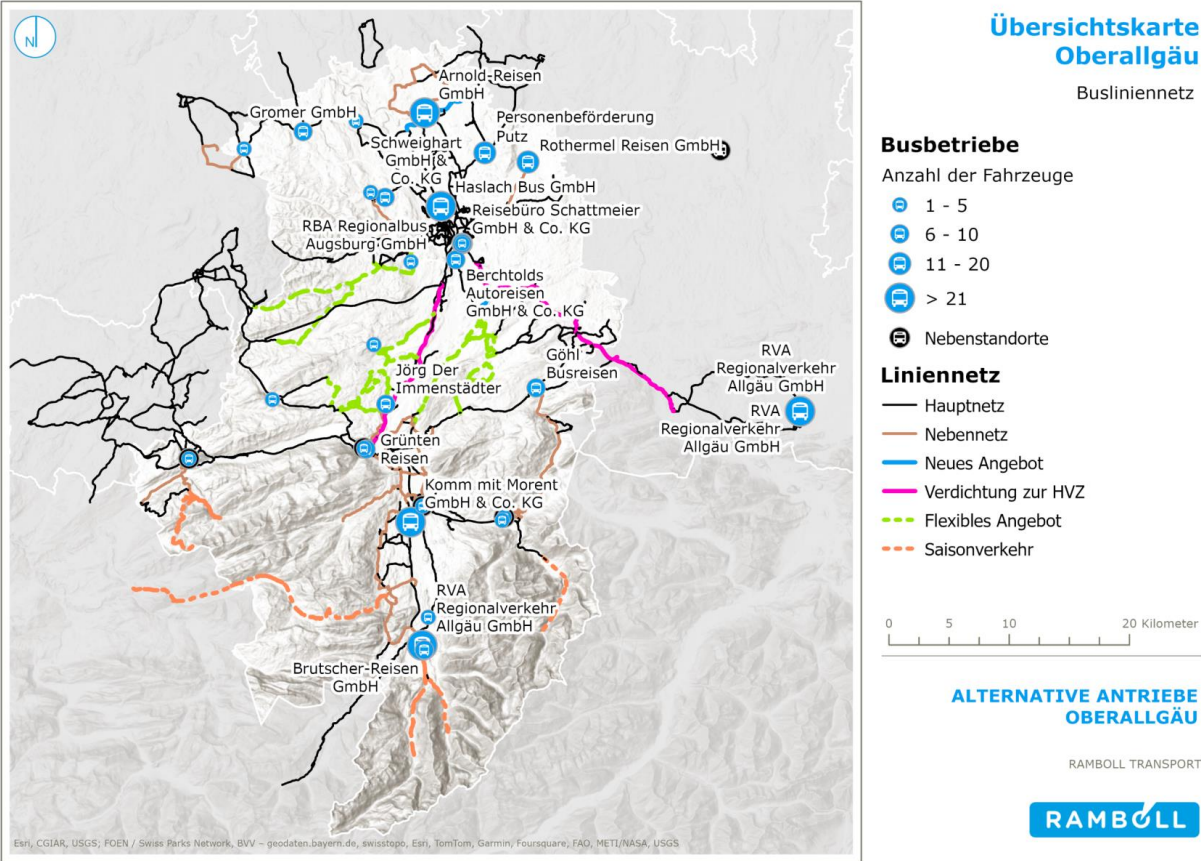 N
Arnold-Reisen
GmbH
Gromer GmbH
Personenbeförderung
Putz
Schweighart
GmbH &
Co. KG
Rothermel Reisen GmbH
Haslach Bus GmbH
Reisebüro Schattmeier
GmbH & Co. KG
RBA Regionalbus
Augsburg GmbH
Berchtolds
Autoreisen
GmbH & Co. KG
Göhl
Busreisen
RVA
Regionalverkehr
Allgäu GmbH
Jörg Der
Immenstädter
RVA
Regionalverkehr
Allgäu GmbH
Grünten
Reisen
Komm mit Morent
GmbH & Co. KG
RVA
Regionalverkehr
Allgäu GmbH
Brutscher-Reisen
GmbH
Esri, CGIAR, USGS; FOEN / Swiss Parks Network, BVV – geodaten.bayern.de, swisstopo, Esri, TomTom, Garmin, Foursquare, FAO, METI/NASA, USGS
Übersichtskarte
Oberallgäu
Busliniennetz
Busbetriebe
Anzahl der Fahrzeuge
1 - 5
6 - 10
11 - 20
> 21
Nebenstandorte
Liniennetz
Hauptnetz
Nebennetz
Neues Angebot
Verdichtung zur HVZ
Flexibles Angebot
Saisonverkehr
0 5 10 20 Kilometer
ALTERNATIVE ANTRIEBE
OBERALLGÄU
RAMBOLL TRANSPORT
RAMBOLL